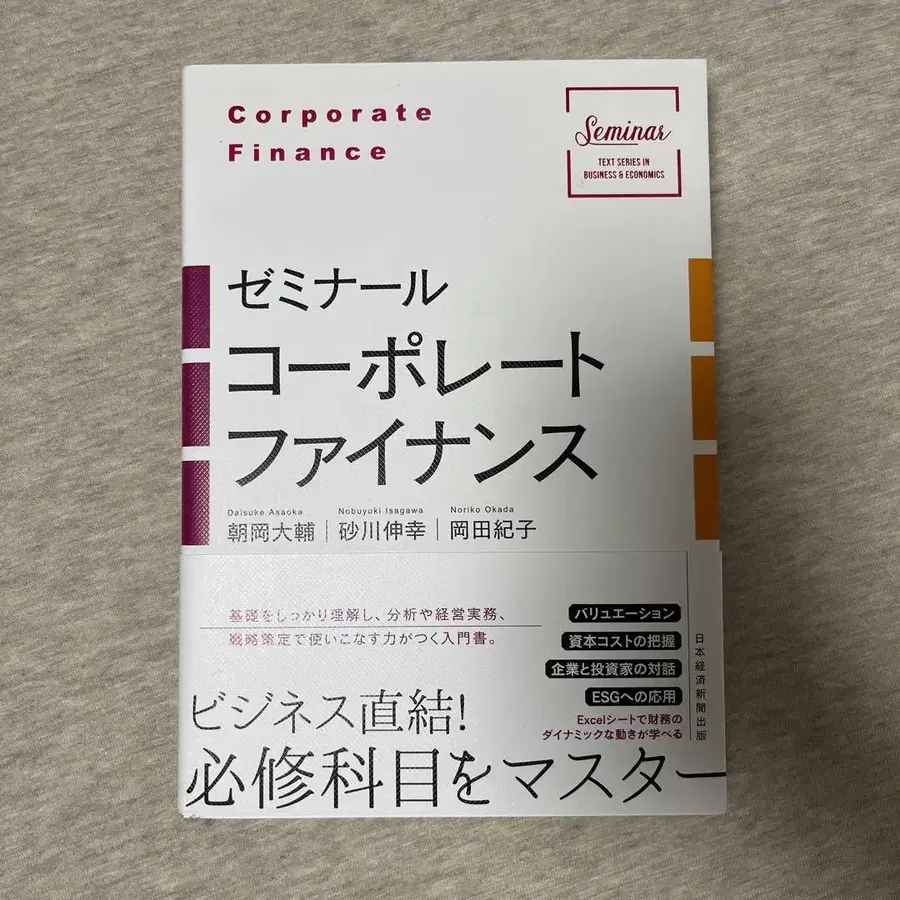 Corporate
Finance
Seminar
TEXT SERIES IN
BUSINESS & ECONOMICS
ゼミナール
コーポレート
ファイナンス
Daisuke Asaoka
Nobuyuki Isagawa
Noriko Okada
朝岡大輔|砂川伸幸|岡田紀子
基礎をしっかり理解し、分析や経営実務、
戦略策定で使いこなす力がつく入門書。
ビジネス直結!
必修科目をマスター
バリュエーション
資本コストの把握
企業と投資家の対話
ESGへの応用
Excelシートで財務の
ダイナミックな動きが学べる
日本経済新聞出版